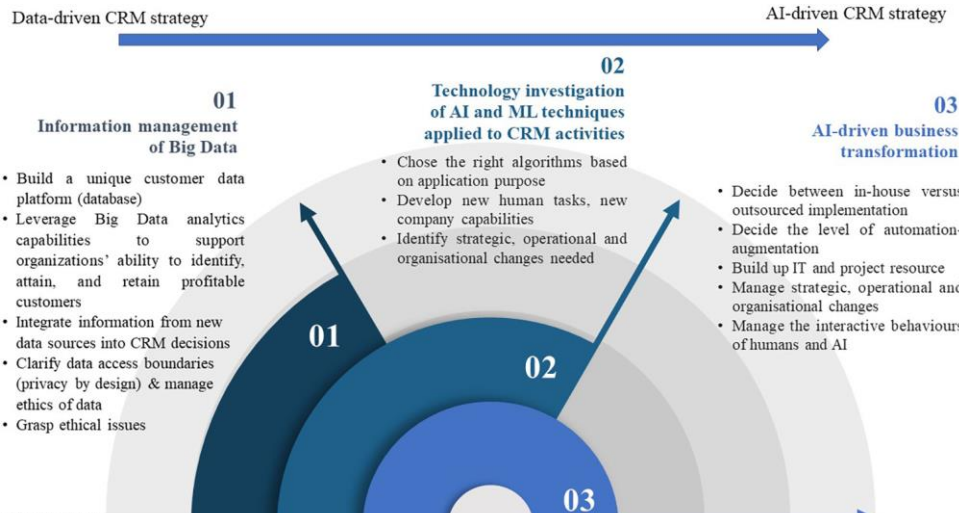 Data-driven CRM strategy
AI-driven CRM strategy
01
Information management
of Big Data
• Build a unique customer data
platform (database)
• Leverage Big Data analytics
capabilities to support
organizations' ability to identify,
attain, and retain profitable
customers
• Integrate information from new
data sources into CRM decisions
• Clarify data access boundaries
(privacy by design) & manage
ethics of data
• Grasp ethical issues
02
Technology investigation
of AI and ML techniques
applied to CRM activities
• Chose the right algorithms based
on application purpose
• Develop new human tasks, new
company capabilities
• Identify strategic, operational and
organisational changes needed
03
AI-driven business
transformation
• Decide between in-house versus
outsourced implementation
• Decide the level of automation-
augmentation
• Build up IT and project resource
• Manage strategic, operational and
organisational changes
• Manage the interactive behaviours
of humans and AI
01
02
03